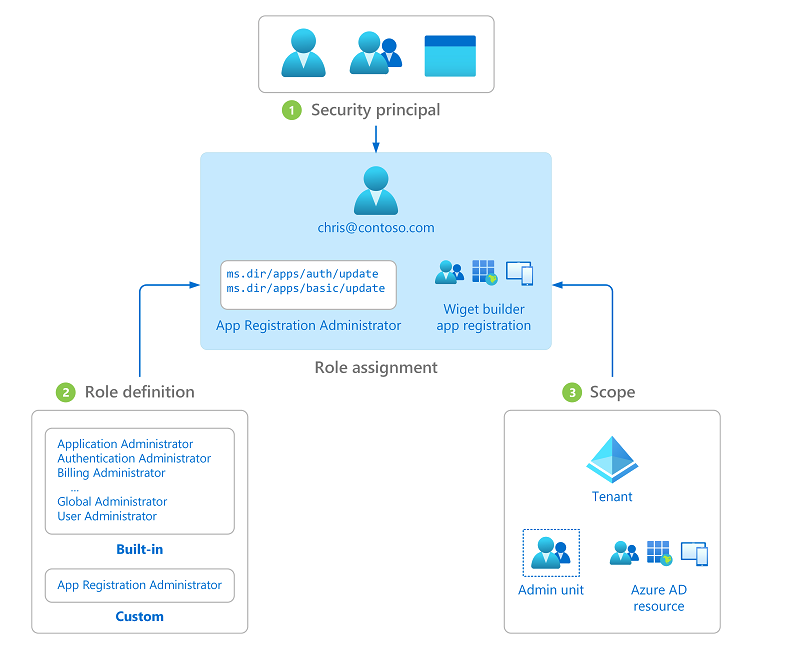 1 Security principal
chris@contoso.com
ms.dir/apps/auth/update
ms.dir/apps/basic/update
App Registration Administrator
Wiget builder
app registration
Role assignment
2 Role definition
Application Administrator
Authentication Administrator
Billing Administrator
...
Global Administrator
User Administrator
Built-in
App Registration Administrator
Custom
3 Scope
Tenant
Admin unit
Azure AD
resource